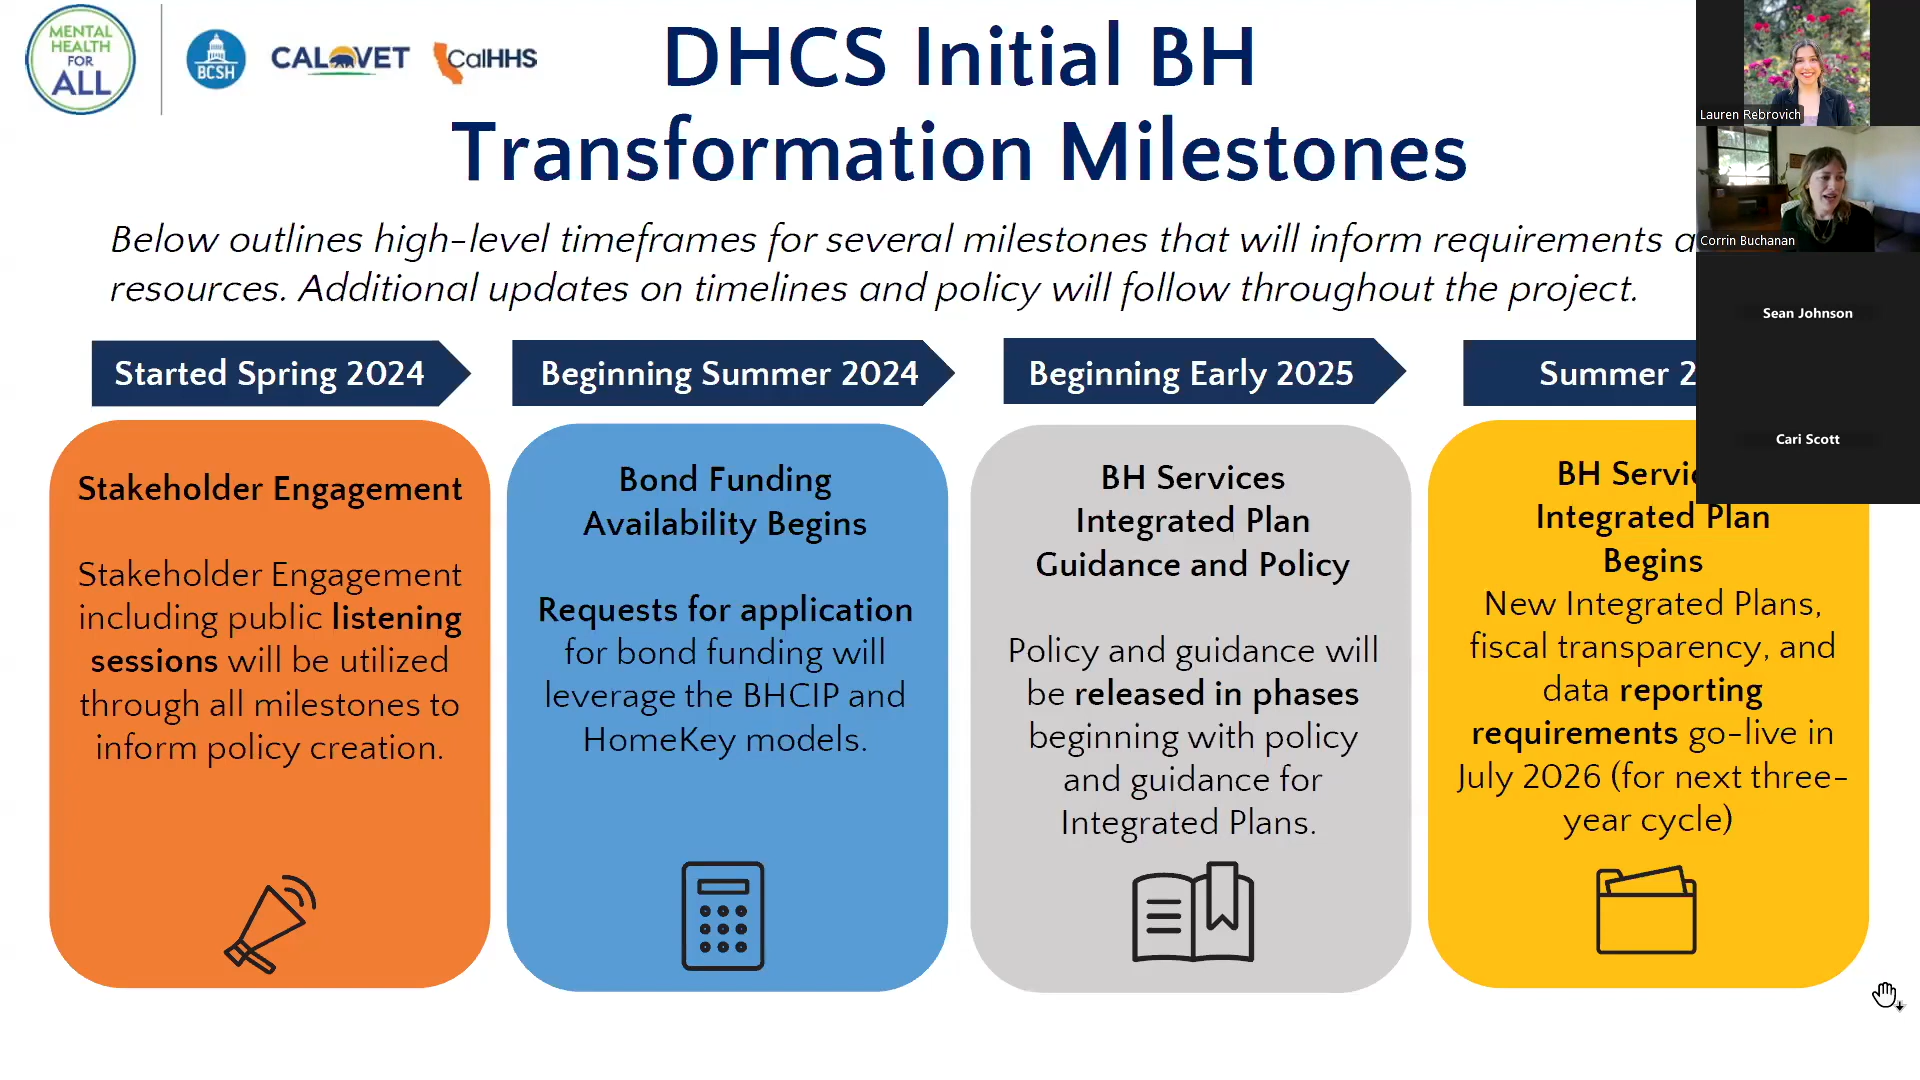 MENTAL
HEALTH
FOR
ALL
BCSH
CALVET
CalHHS
DHCS Initial BH
Transformation Milestones
Below outlines high-level timeframes for several milestones that will inform requirements
resources. Additional updates on timelines and policy will follow throughout the project.
Started Spring 2024
Stakeholder Engagement
Stakeholder Engagement
including public listening
sessions will be utilized
through all milestones to
inform policy creation.
Beginning Summer 2024
Bond Funding
Availability Begins
Requests for application
for bond funding will
leverage the BHCIP and
HomeKey models.
Beginning Early 2025
BH Services
Integrated Plan
Guidance and Policy
Policy and guidance will
be released in phases
beginning with policy
and guidance for
Integrated Plans.
Summer 2
BH
Integrated Plan
Begins
New Integrated Plans,
fiscal transparency, and
data reporting
requirements go-live in
July 2026 (for next three-
year cycle)
Lauren Rebrovich
Corrin Buchanan
Sean Johnson
Cari Scott